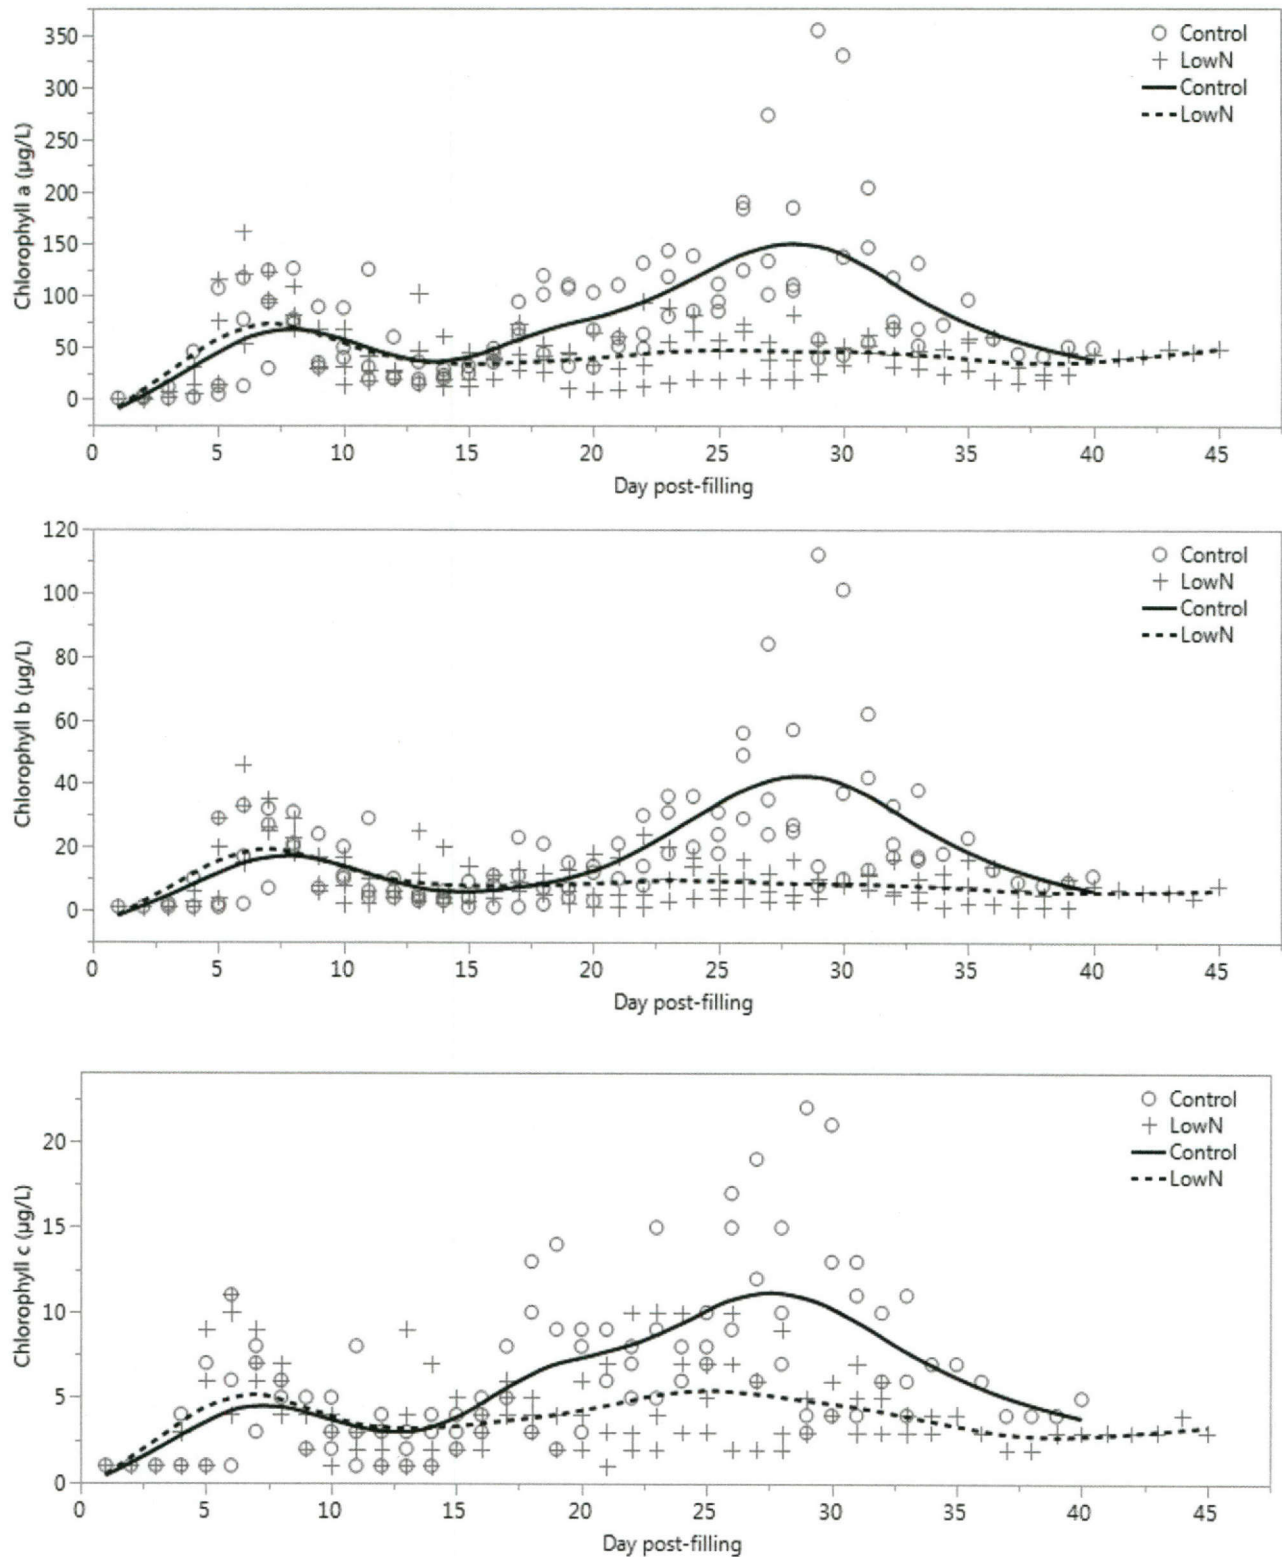 Chlorophyll a (µg/L)
350
300
250
200
150
100
50
0
Control
LowN
Control
LowN
0 5 10 15 20 25 30 35 40 45
Day post-filling
Chlorophyll b (µg/L)
120
100
80
60
40
20
0
Control
LowN
Control
LowN
0 5 10 15 20 25 30 35 40 45
Day post-filling
Chlorophyll c (µg/L)
20
15
10
5
0
Control
LowN
Control
LowN
0 5 10 15 20 25 30 35 40 45
Day post-filling